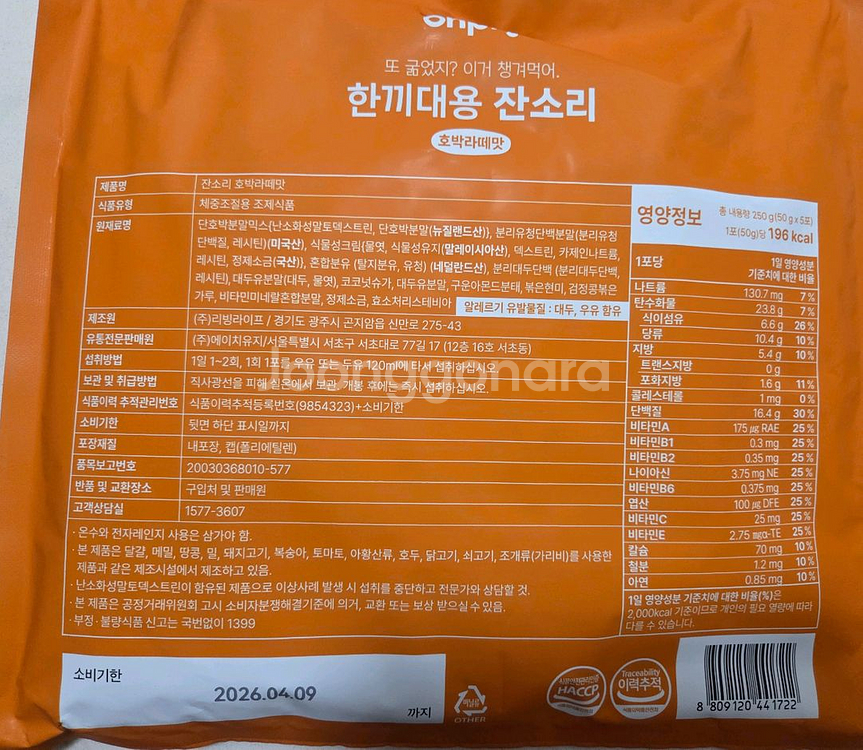 또 굶었지? 이거 챙겨먹어.
한끼대용 잔소리
호박라떼맛
제품명 잔소리 호박라떼맛
식품유형 체중조절용 조제식품
원재료명 단호박분말믹스{난소화성말토덱스트린, 단호박분말(뉴질랜드산)}, 분리유청단백분말(분리유청
단백질, 레시틴)(미국산), 식물성크림(물엿, 식물성유지(말레이시아산), 덱스트린, 카제인나트륨,
레시틴, 정제소금(국산)}, 혼합분유 (탈지분유, 유청) (네덜란드산), 분리대두단백 (분리대두단백,
레시틴), 대두유분말(대두, 물엿), 코코넛슈가, 대두분말, 구운아몬드분태, 볶은현미, 검정콩볶은
가루, 비타민미네랄혼합분말, 정제소금, 효소처리스테비아
알레르기 유발물질 : 대두, 우유 함유
제조원 (주)리빙라이프 / 경기도 광주시 곤지암읍 신만로 275-43
유통전문판매원 (주)에이치유지/서울특별시 서초구 서초대로 77길 17 (12층 16호 서초동)
섭취방법 1일 1~2회, 1회 1포를 우유 또는 두유 120ml에 타서 섭취하십시오.
보관 및 취급방법 직사광선을 피해 실온에서 보관, 개봉 후에는 즉시 섭취하십시오.
식품이력 추적관리번호 식품이력추적등록번호(9854323)+소비기한
소비기한 뒷면 하단 표시일까지
포장재질 내포장, 캡(폴리에틸렌)
품목보고번호 20030368010-577
반품 및 교환장소 구입처 및 판매원
고객상담실 1577-3607
· 온수와 전자레인지 사용은 삼가야 함.
· 본 제품은 달걀, 메밀, 땅콩, 밀, 돼지고기, 복숭아, 토마토, 아황산류, 호두, 닭고기, 쇠고기, 조개류(가리비)를 사용한
제품과 같은 제조시설에서 제조하고 있음.
· 난소화성말토덱스트린이 함유된 제품으로 이상사례 발생 시 섭취를 중단하고 전문가와 상담할 것.
· 본 제품은 공정거래위원회 고시 소비자분쟁해결기준에 의거, 교환 또는 보상 받으실 수 있음.
· 부정·불량식품 신고는 국번없이 1399
영양정보
총 내용량 250 g(50 g x 5포)
1포(50g)당 196 kcal
1포당 1일 영양성분
기준치에 대한 비율
나트륨 130.7 mg 7 %
탄수화물 23.8 g 7 %
식이섬유 6.6 g 26 %
당류 10.4 g 10 %
지방 5.4 g 10 %
트랜스지방 0 g
포화지방 1.6 g 11 %
콜레스테롤 1 mg 0 %
단백질 16.4 g 30 %
비타민A 175 μg RAE 25 %
비타민B1 0.3 mg 25 %
비타민B2 0.35 mg 25 %
나이아신 3.75 mg NE 25 %
비타민B6 0.375 mg 25 %
엽산 100 μg DFE 25 %
비타민C 25 mg 25 %
비타민E 2.75 mgα-TE 25 %
칼슘 70 mg 10 %
철분 1.2 mg 10 %
아연 0.85 mg 10 %
1일 영양성분 기준치에 대한 비율(%)은
2,000kcal 기준이므로 개인의 필요 열량에 따라
다를 수 있습니다.
소비기한
2026.04.09
까지
비닐류
OTHER
HACCP
Traceability
이력추적
8 809120 441722